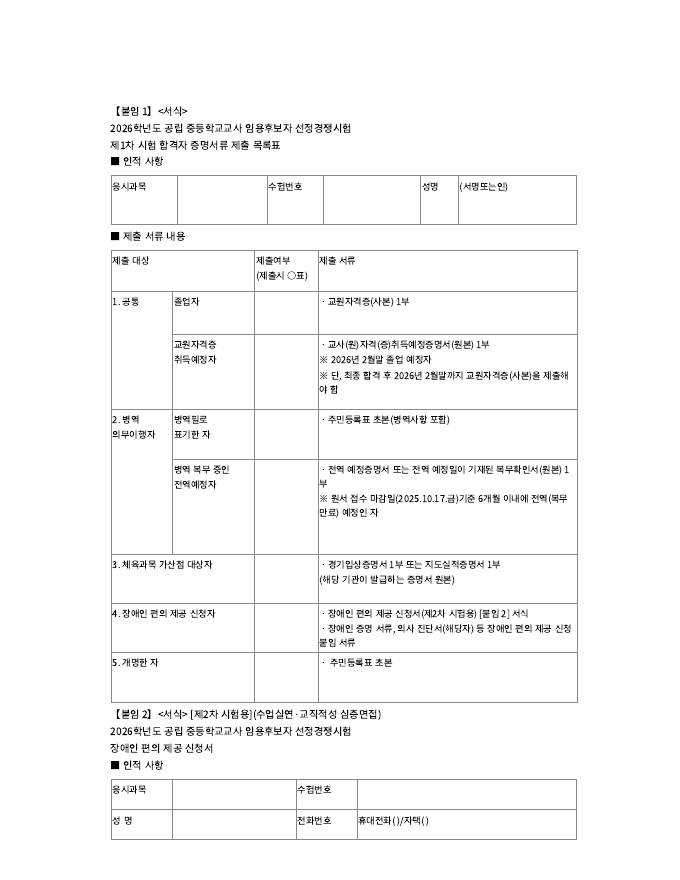 【붙임 1】 <서식>
2026학년도 공립 중등학교교사 임용후보자 선정경쟁시험
제1차 시험 합격자 증명서류 제출 목록표
■ 인적 사항
응시과목 수험번호 성명 (서명또는인)
■ 제출 서류 내용
제출 대상 제출여부 제출 서류
(제출시 ○표)
1. 공통 졸업자 · 교원자격증(사본) 1부
교원자격증 · 교사(원)자격(증)취득예정증명서(원본) 1부
취득예정자 ※ 2026년 2월말 졸업 예정자
※ 단, 최종 합격 후 2026년 2월말까지 교원자격증(사본)을 제출해
야 함
2. 병역 병역필로 · 주민등록표 초본(병역사항 포함)
의무이행자 표기한 자
병역 복무 중인 · 전역 예정증명서 또는 전역 예정일이 기재된 복무확인서(원본) 1
전역예정자 부
※ 원서 접수 마감일(2025.10.17.금)기준 6개월 이내에 전역(복무
만료) 예정인 자
3. 체육과목 가산점 대상자 · 경기입상증명서 1부 또는 지도실적증명서 1부
(해당 기관이 발급하는 증명서 원본)
4. 장애인 편의 제공 신청자 · 장애인 편의 제공 신청서(제2차 시험용) [붙임 2] 서식
· 장애인 증명 서류, 의사 진단서(해당자) 등 장애인 편의 제공 신청
붙임 서류
5. 개명한 자 · 주민등록표 초본
【붙임 2】 <서식> [제2차 시험용](수업실연·교직적성 심층면접)
2026학년도 공립 중등학교교사 임용후보자 선정경쟁시험
장애인 편의 제공 신청서
■ 인적 사항
응시과목 수험번호
성 명 전화번호 휴대전화 ( )/자택 ( )